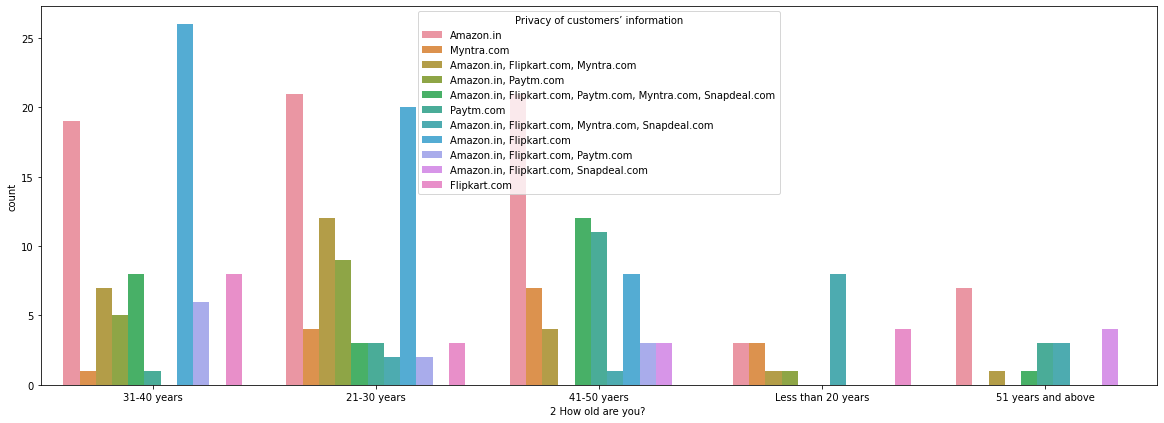 Privacy of customers’ information
Amazon.in
Myntra.com
Amazon.in, Flipkart.com, Myntra.com
Amazon.in, Paytm.com
Amazon.in, Flipkart.com, Paytm.com, Myntra.com, Snapdeal.com
Paytm.com
Amazon.in, Flipkart.com, Myntra.com, Snapdeal.com
Amazon.in, Flipkart.com
Amazon.in, Flipkart.com, Paytm.com
Amazon.in, Flipkart.com, Snapdeal.com
Flipkart.com
25
20
15
10
5
0
count
31-40 years
21-30 years
41-50 yaers
Less than 20 years
51 years and above
2 How old are you?